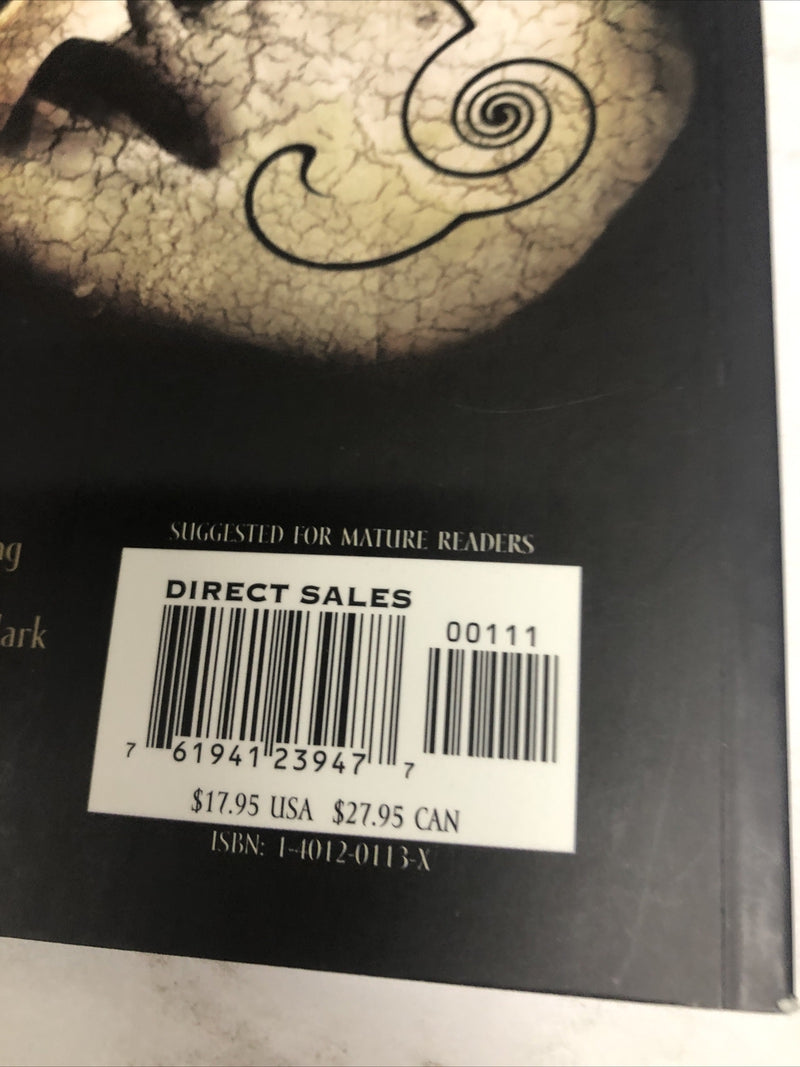 SUGGESTED FOR MATURE READERS
DIRECT SALES
00111
7 61941 23947 7
$17.95 USA $27.95 CAN
ISBN: 1-4012-0113-X